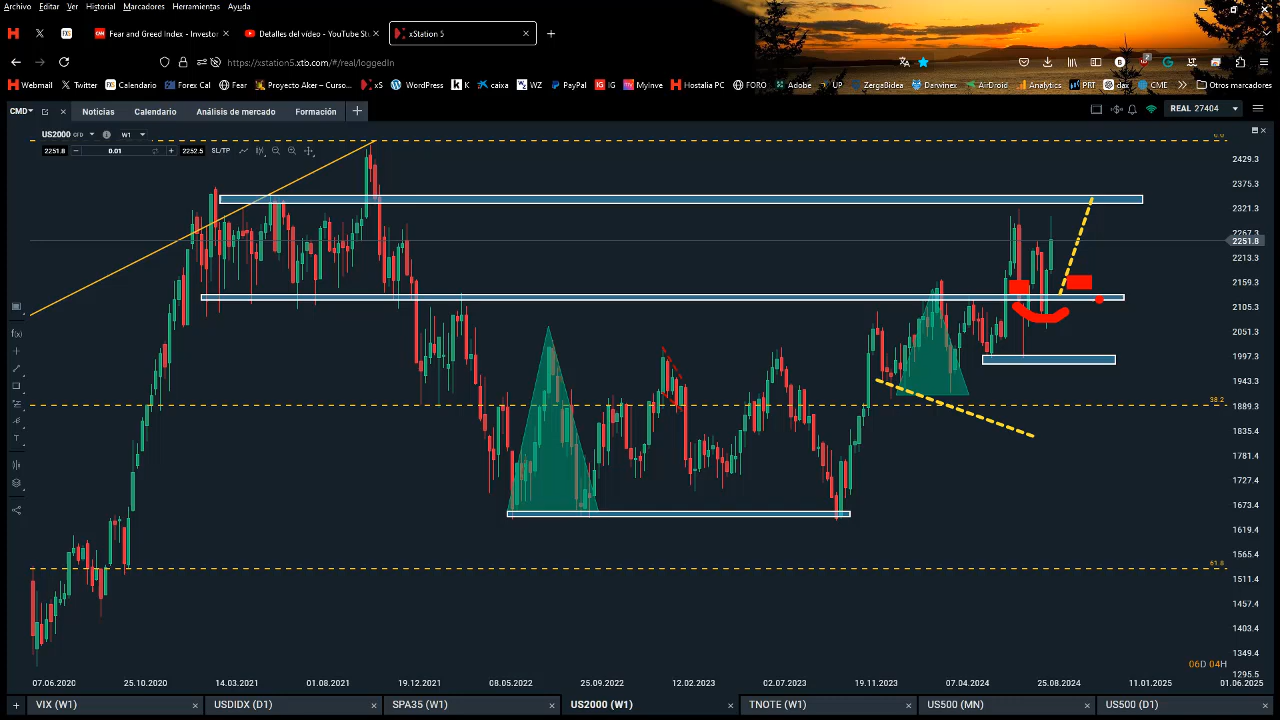 Archivo Editar Ver Historial Marcadores Herramientas Ayuda
Fear and Greed Index - Investor
Detalles del vídeo - YouTube St
xStation 5
https://xstation5.xtb.com/#/real/loggedIn
Webmail Twitter Calendario Forex Cal Fear Proyecto Aker – Curso... xS WordPress K caixa WZ PayPal IG MyInve Hostalia PC FORO Adobe UP ZergaBidea Darwinex AirDroid Analytics PRT dax CME Otros marcadores
CMD Noticias Calendario Análisis de mercado Formación REAL 27404
US2000 CFD W1
2251.8 0.01 2252.5 SL/TP
0.0
2429.3
2375.3
2321.3
2267.3
2251.8
2213.3
2159.3
2105.3
2051.3
1997.3
1943.3
38.2
1889.3
1835.4
1781.4
1727.4
1673.4
1619.4
1565.4
61.8
1511.4
1457.4
1403.4
1349.4
1295.5
06D 04H
07.06.2020 25.10.2020 14.03.2021 01.08.2021 19.12.2021 08.05.2022 25.09.2022 12.02.2023 02.07.2023 19.11.2023 07.04.2024 25.08.2024 12.01.2025 01.06.2025
VIX (W1) USDIDX (D1) SPA35 (W1) US2000 (W1) TNOTE (W1) US500 (MN) US500 (D1)